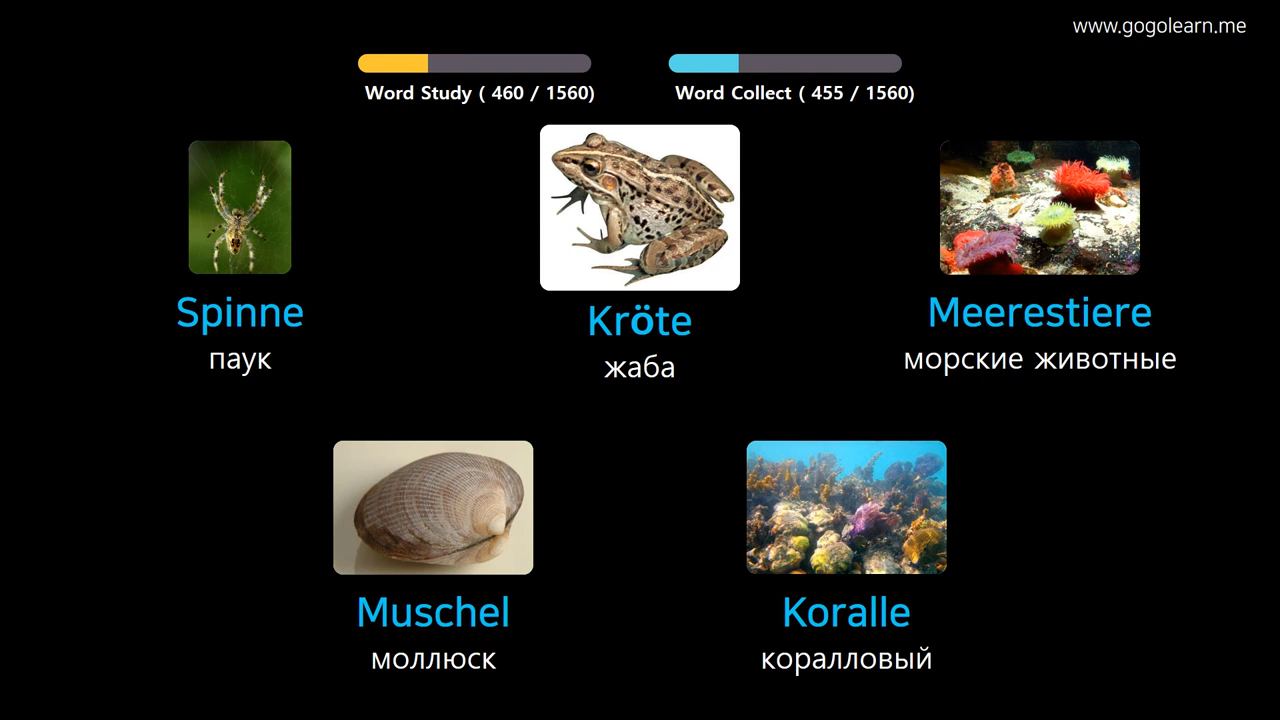 www.gogolearn.me
Word Study ( 460 / 1560)
Word Collect ( 455 / 1560)
Spinne
паук
Kröte
жаба
Meerestiere
морские животные
Muschel
моллюск
Koralle
коралловый